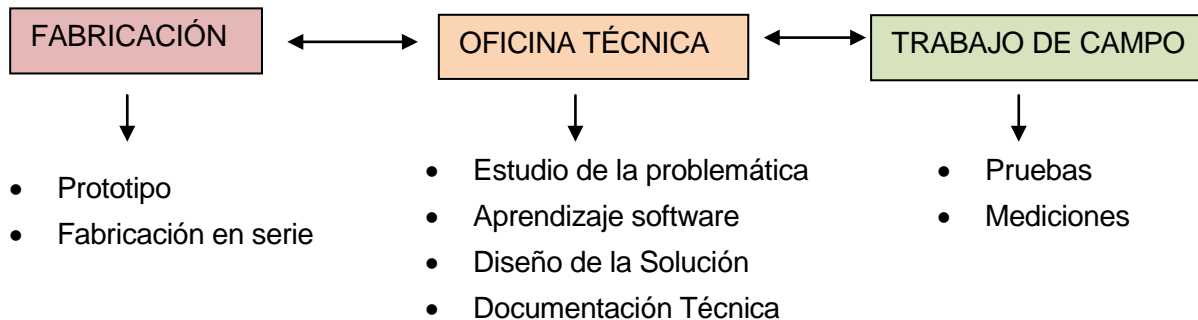 FABRICACIÓN
OFICINA TÉCNICA
TRABAJO DE CAMPO
• Prototipo
• Fabricación en serie
• Estudio de la problemática
• Aprendizaje software
• Diseño de la Solución
• Documentación Técnica
• Pruebas
• Mediciones